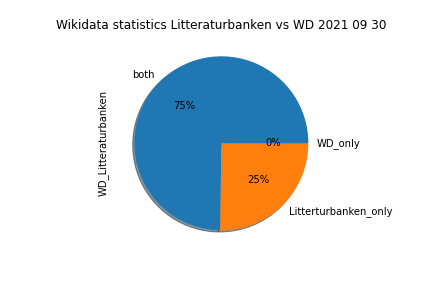 Wikidata statistics Litteraturbanken vs WD 2021 09 30
both
75%
WD_Litteraturbanken
0%
WD_only
25%
Litterturbanken_only